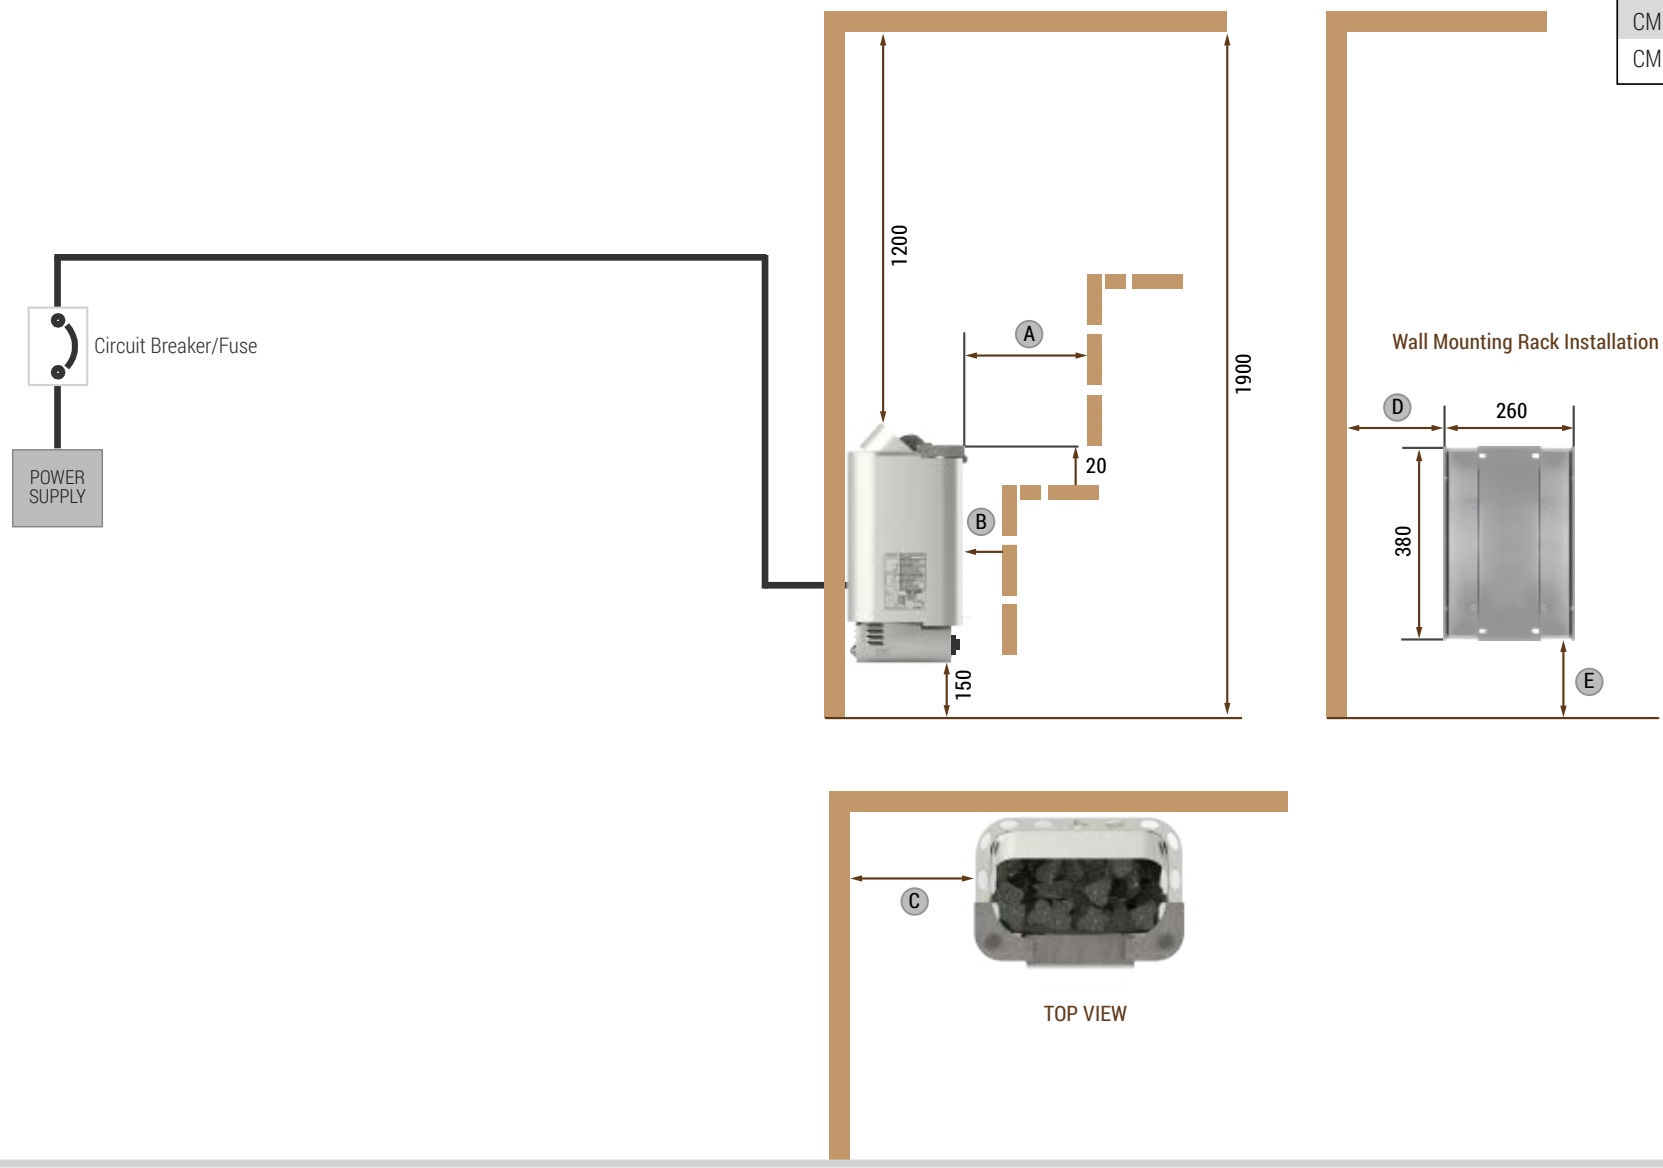 CM
CM
1200
Circuit Breaker/Fuse
A
1900
Wall Mounting Rack Installation
D
260
POWER
SUPPLY
20
B
380
150
E
C
TOP VIEW